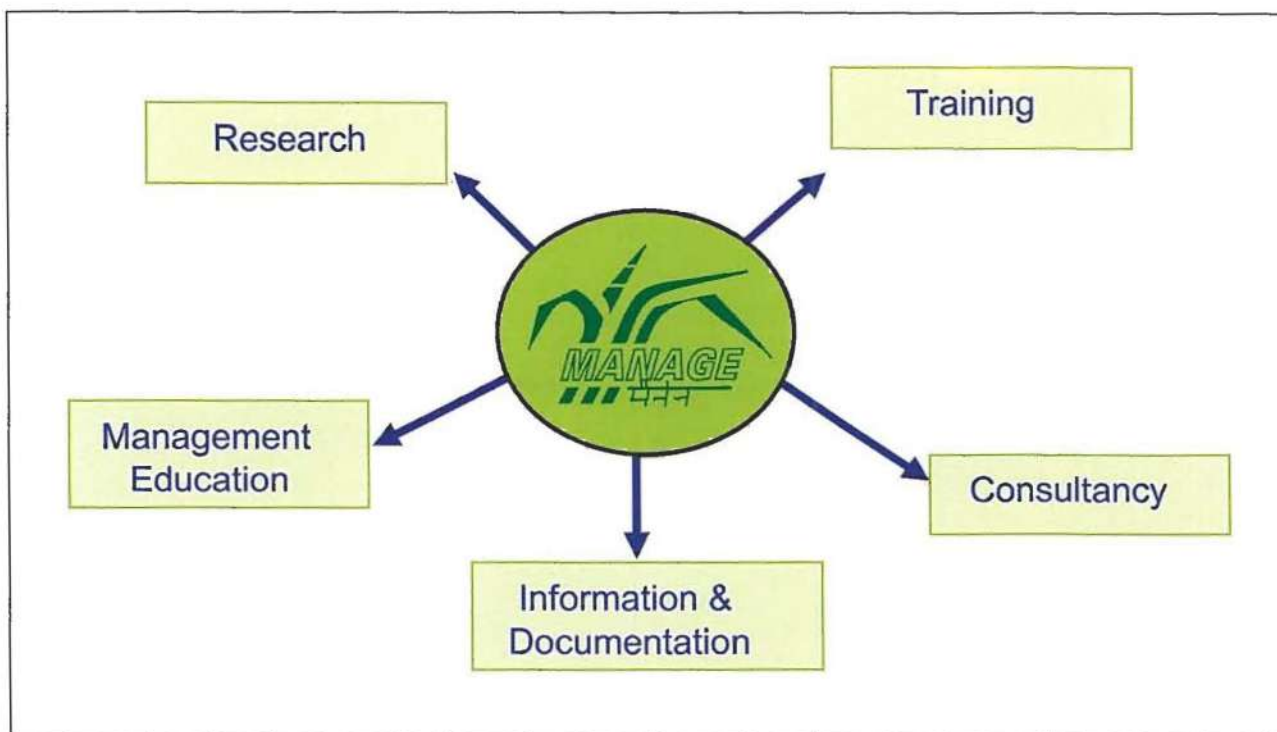 Research
Training
MANAGE
Management
Education
Consultancy
Information &
Documentation